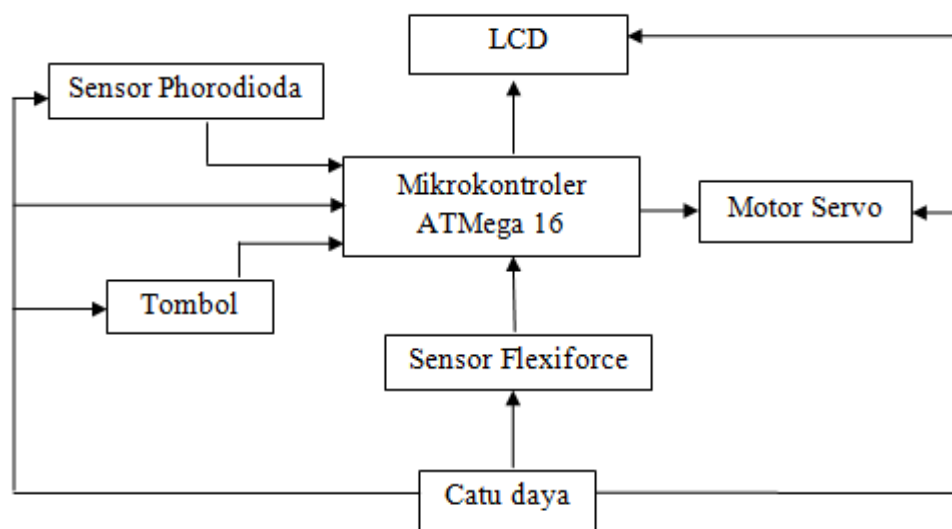 LCD
Sensor Phorodioda
Mikrokontroler
ATMega 16
Motor Servo
Tombol
Sensor Flexiforce
Catu daya